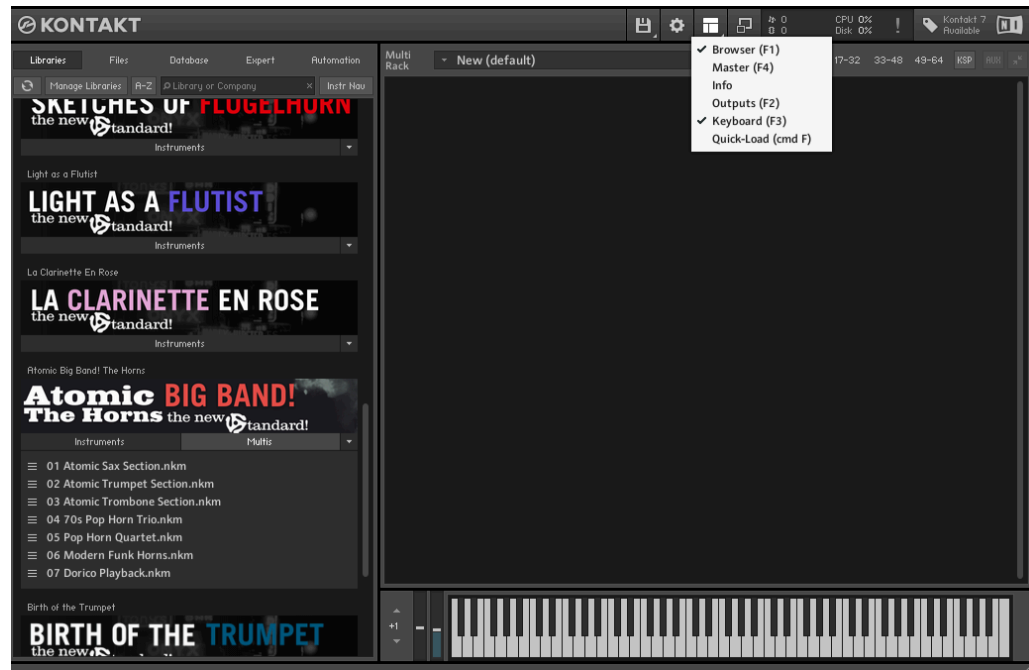 KONTAKT
0
0
CPU 0%
Disk 0%
!
Kontakt 7
Available
Libraries Files Database Expert Automation
Manage Libraries A-Z Library or Company × Instr Nav
Multi
Rack
New (default)
17-32 33-48 49-64 KSP AUX
✓ Browser (F1)
Master (F4)
Info
Outputs (F2)
✓ Keyboard (F3)
Quick-Load (cmd F)
SKETCHES OF FLUGELHORN
the new Standard!
Instruments
Light as a Flutist
LIGHT AS A FLUTIST
the new Standard!
Instruments
La Clarinette En Rose
LA CLARINETTE EN ROSE
the new Standard!
Instruments
Atomic Big Band! The Horns
Atomic BIG BAND!
The Horns the new Standard!
Instruments Multis
01 Atomic Sax Section.nkm
02 Atomic Trumpet Section.nkm
03 Atomic Trombone Section.nkm
04 70s Pop Horn Trio.nkm
05 Pop Horn Quartet.nkm
06 Modern Funk Horns.nkm
07 Dorico Playback.nkm
Birth of the Trumpet
BIRTH OF THE TRUMPET
the new
+1